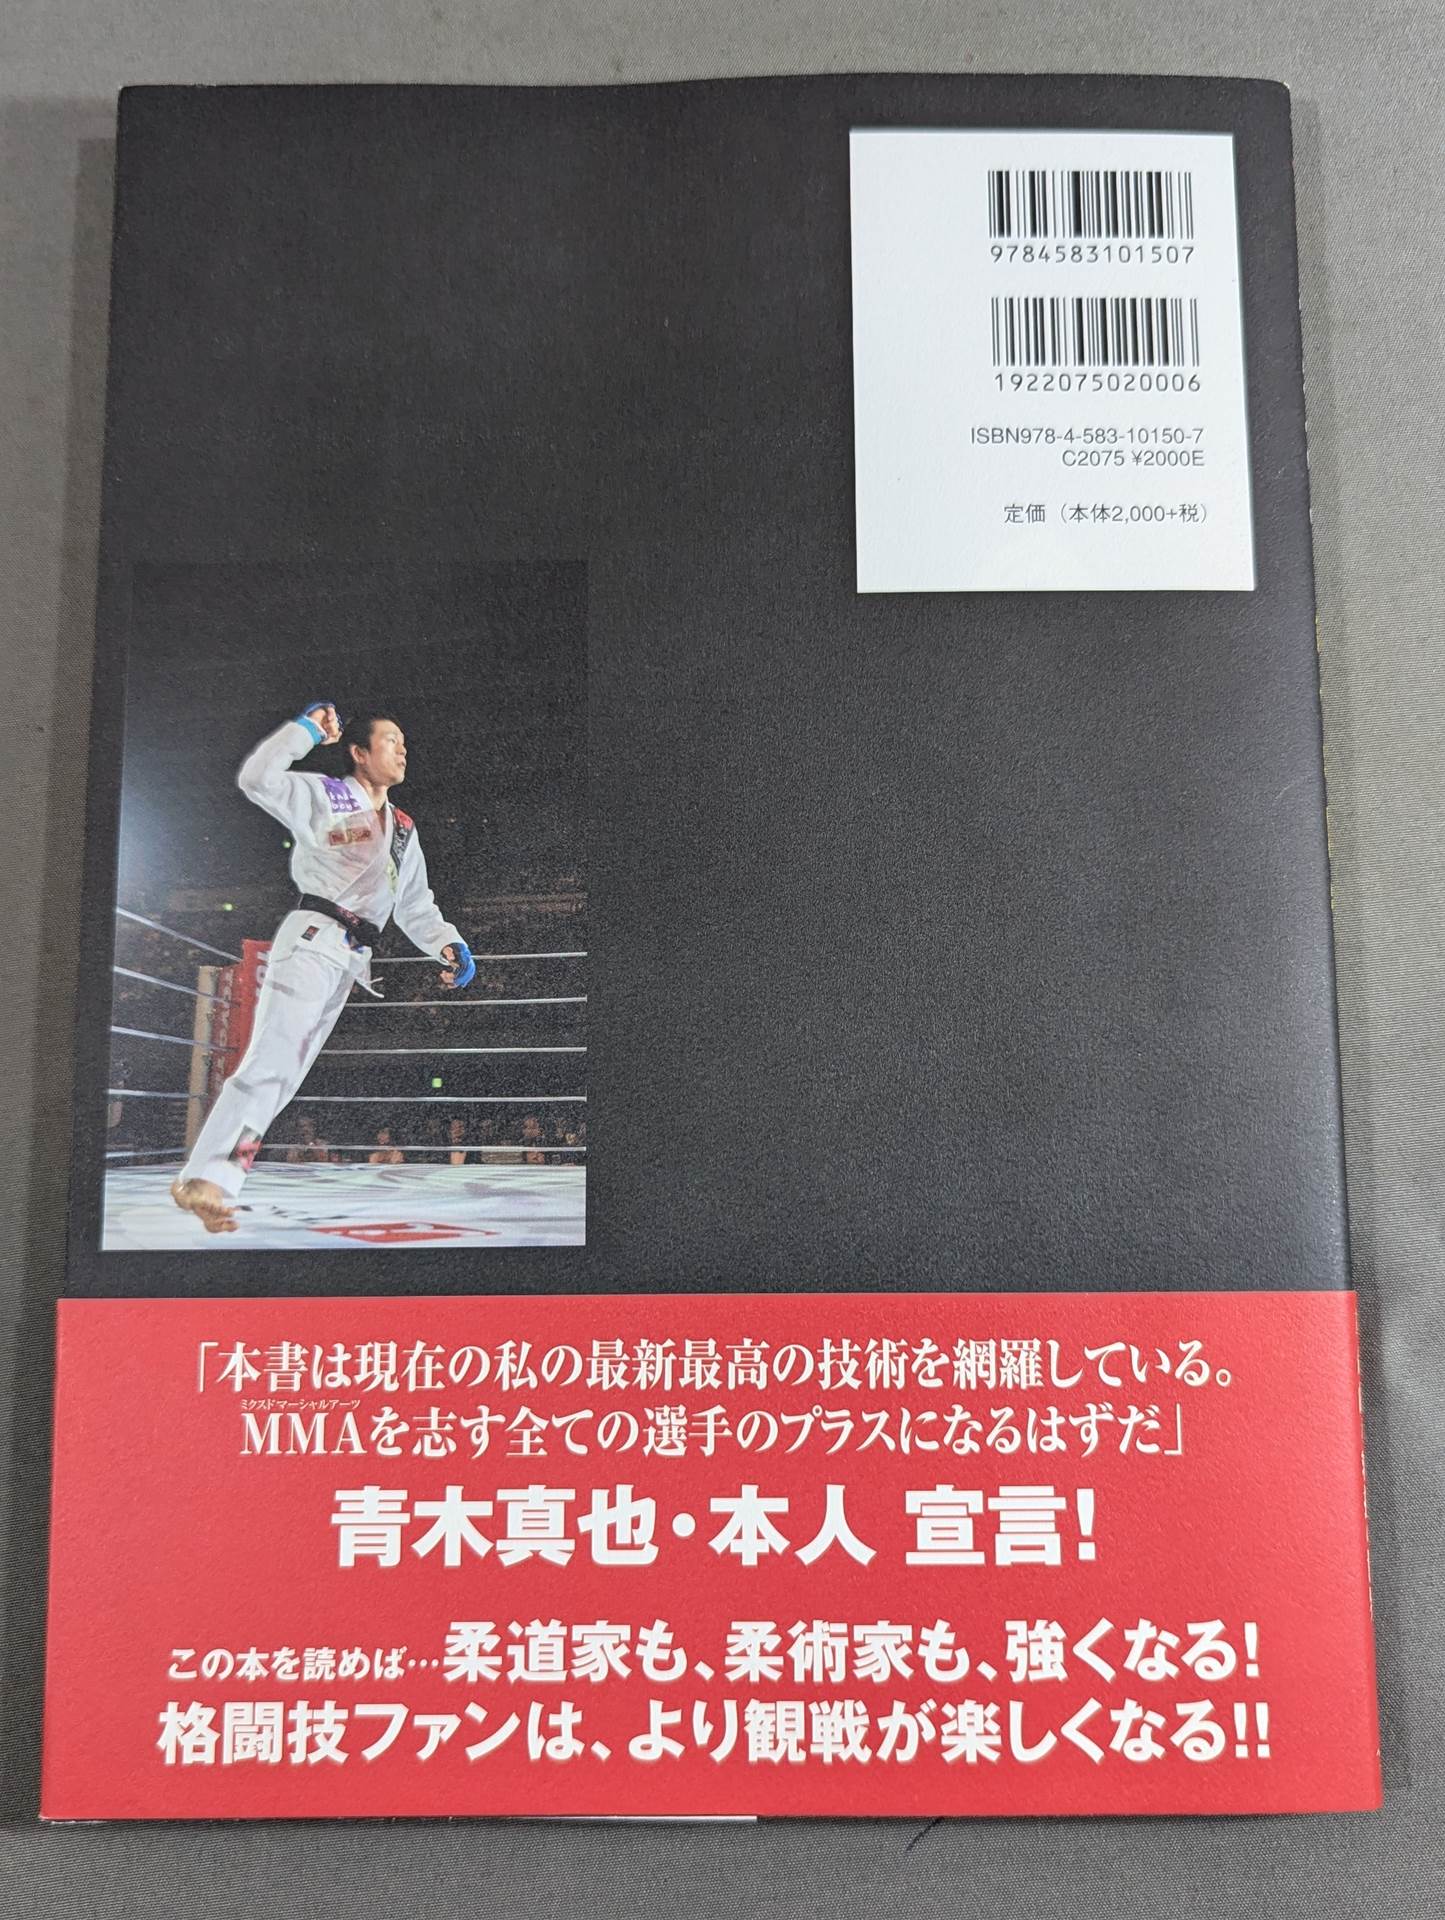 9784583101507
1922075020006
ISBN978-4-583-10150-7
C2075 ¥2000E
定価（本体2,000+税）
「本書は現在の私の最新最高の技術を網羅している。
ミクスドマーシャルアーツ
MMAを志す全ての選手のプラスになるはずだ」
青木真也・本人 宣言!
この本を読めば…柔道家も、柔術家も、強くなる!
格闘技ファンは、より観戦が楽しくなる!!